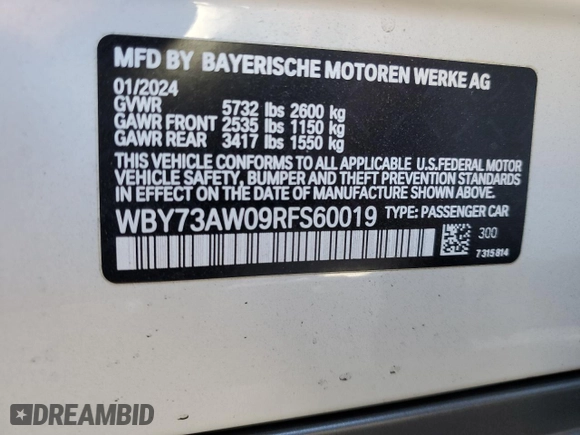 MFD BY BAYERISCHE MOTOREN WERKE AG
01/2024
GVWR 5732 lbs 2600 kg
GAWR FRONT 2535 lbs 1150 kg
GAWR REAR 3417 lbs 1550 kg
THIS VEHICLE CONFORMS TO ALL APPLICABLE U.S.FEDERAL MOTOR
VEHICLE SAFETY, BUMPER AND THEFT PREVENTION STANDARDS
IN EFFECT ON THE DATE OF MANUFACTURE SHOWN ABOVE.
WBY73AW09RFS60019 TYPE: PASSENGER CAR
300
7315814
DREAMBID